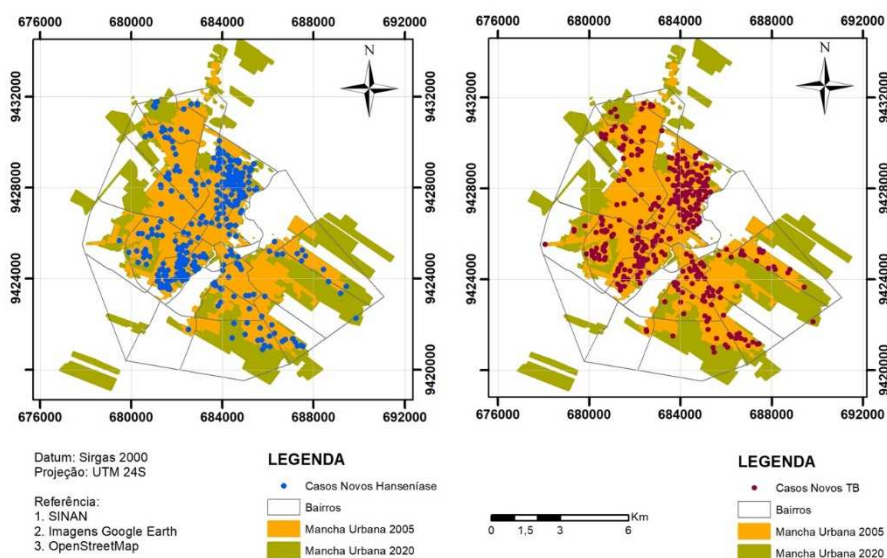 676000 680000 684000 688000 692000
676000 680000 684000 688000 692000
N
N
9432000
9428000
9424000
9420000
9432000
9428000
9424000
9420000
676000 680000 684000 688000 692000
676000 680000 684000 688000 692000
Datum: Sirgas 2000
Projeção: UTM 24S
Referência:
1. SINAN
2. Imagens Google Earth
3. OpenStreetMap
LEGENDA
Casos Novos Hanseníase
Bairros
Mancha Urbana 2005
Mancha Urbana 2020
Km
0 1,5 3 6
LEGENDA
Casos Novos TB
Bairros
Mancha Urbana 2005
Mancha Urbana 2020